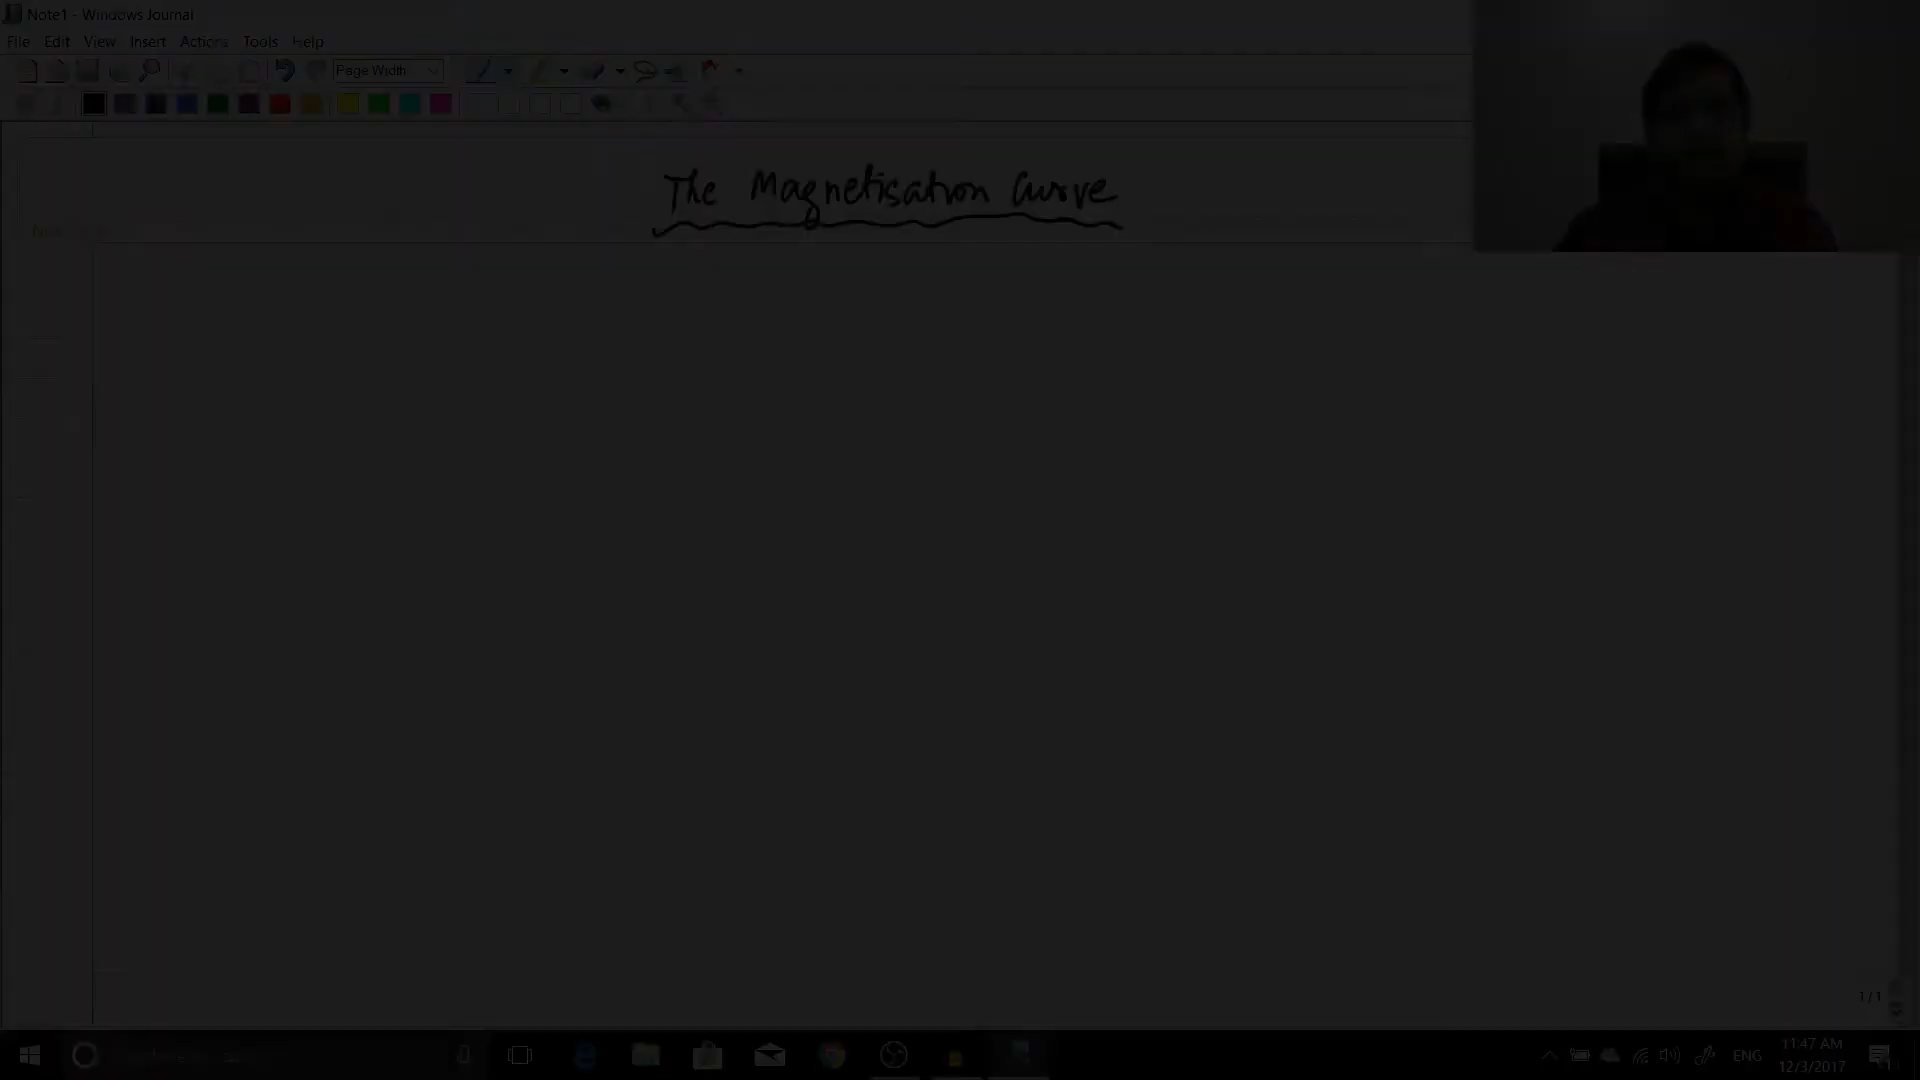 Note1 - Windows Journal
File Edit View Insert Actions Tools Help
Page Width
The Magnetisation Curve
1 / 1
ENG
11:47 AM
12/3/2017